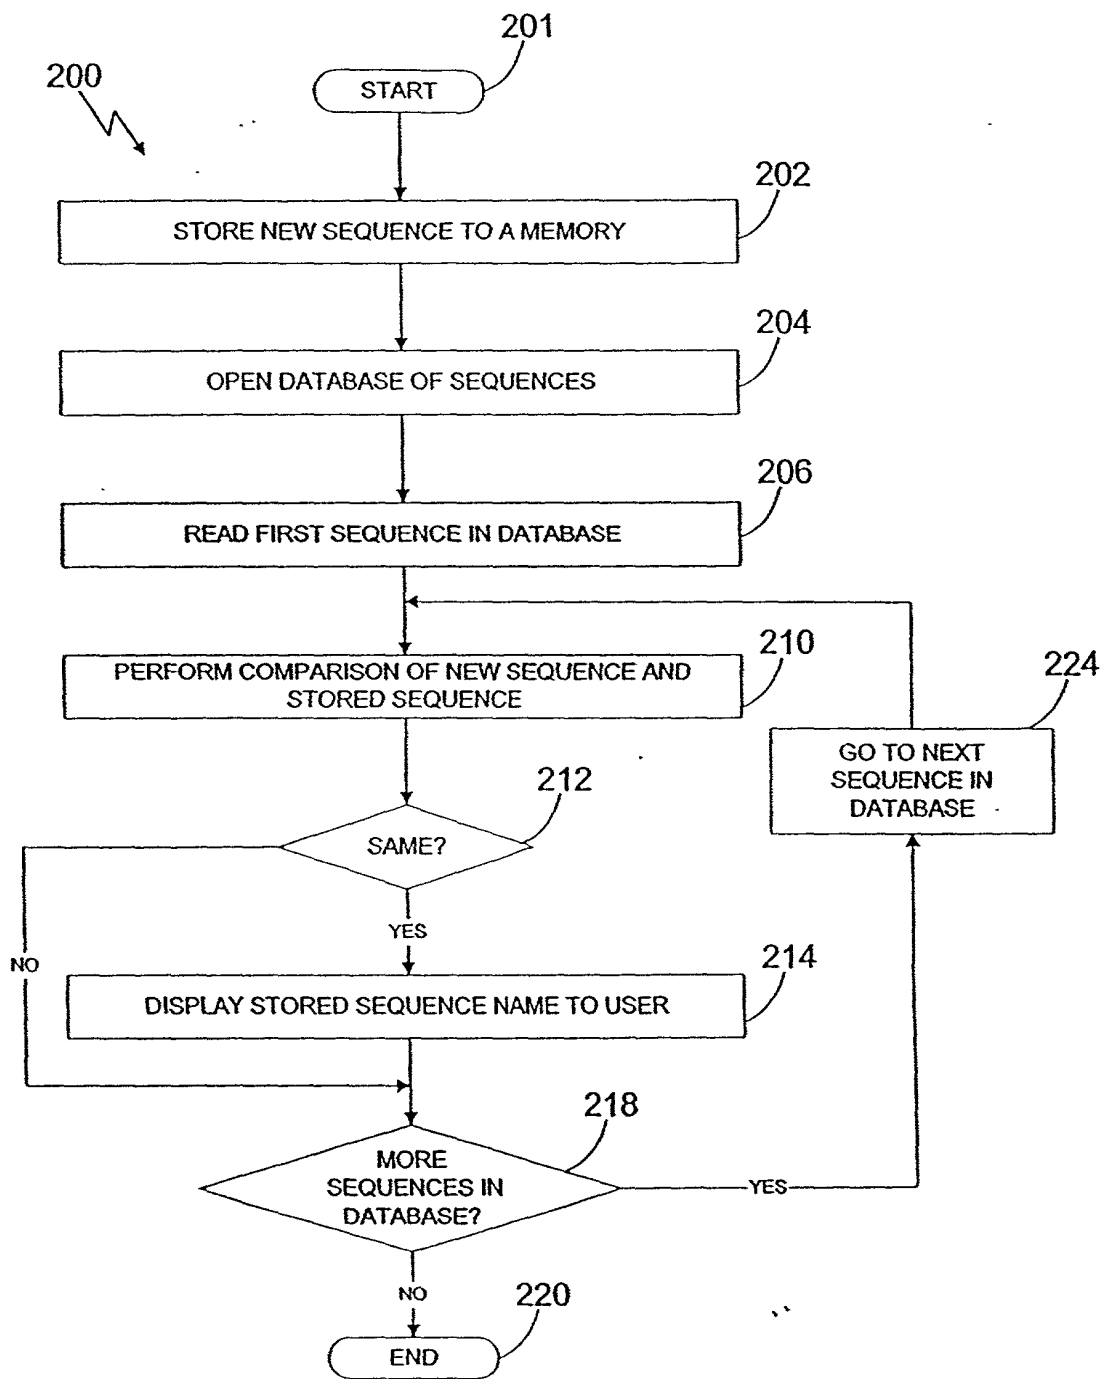 201
200
START
202
STORE NEW SEQUENCE TO A MEMORY
204
OPEN DATABASE OF SEQUENCES
206
READ FIRST SEQUENCE IN DATABASE
210
PERFORM COMPARISON OF NEW SEQUENCE AND
STORED SEQUENCE
224
GO TO NEXT
SEQUENCE IN
DATABASE
212
SAME?
YES
NO
214
DISPLAY STORED SEQUENCE NAME TO USER
218
MORE
SEQUENCES IN
DATABASE?
YES
NO
220
END